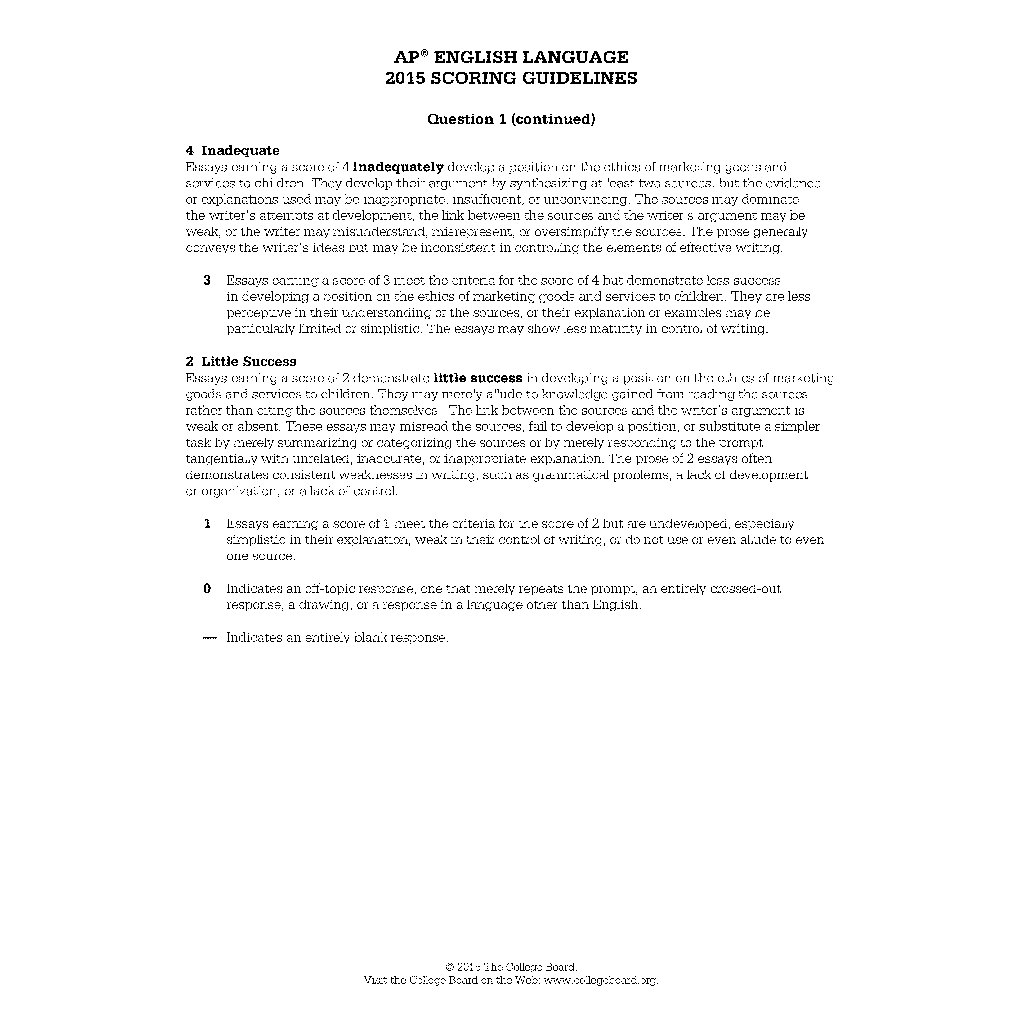 AP® ENGLISH LANGUAGE
2015 SCORING GUIDELINES
Question 1 (continued)
4 Inadequate
Essays earning a score of 4 inadequately develop a position on the ethics of marketing goods and
services to children. They develop their argument by synthesizing at least two sources, but the evidence
or explanations used may be inappropriate, insufficient, or unconvincing. The sources may dominate
the writer's attempts at development, the link between the sources and the writer's argument may be
weak, or the writer may misunderstand, misrepresent, or oversimplify the sources. The prose generally
conveys the writer's ideas but may be inconsistent in controlling the elements of effective writing.
3 Essays earning a score of 3 meet the criteria for the score of 4 but demonstrate less success
in developing a position on the ethics of marketing goods and services to children. They are less
perceptive in their understanding of the sources, or their explanation or examples may be
particularly limited or simplistic. The essays may show less maturity in control of writing.
2 Little Success
Essays earning a score of 2 demonstrate little success in developing a position on the ethics of marketing
goods and services to children. They may merely allude to knowledge gained from reading the sources
rather than citing the sources themselves. The link between the sources and the writer's argument is
weak or absent. These essays may misread the sources, fail to develop a position, or substitute a simpler
task by merely summarizing or categorizing the sources or by merely responding to the prompt
tangentially with unrelated, inaccurate, or inappropriate explanation. The prose of 2 essays often
demonstrates consistent weaknesses in writing, such as grammatical problems, a lack of development
or organization, or a lack of control.
1 Essays earning a score of 1 meet the criteria for the score of 2 but are undeveloped, especially
simplistic in their explanation, weak in their control of writing, or do not use or even allude to even
one source.
0 Indicates an off-topic response, one that merely repeats the prompt, an entirely crossed-out
response, a drawing, or a response in a language other than English.
— Indicates an entirely blank response.
© 2015 The College Board.
Visit the College Board on the Web: www.collegeboard.org.